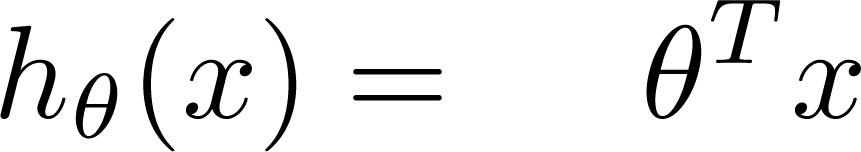 h_θ(x) = θ^T x